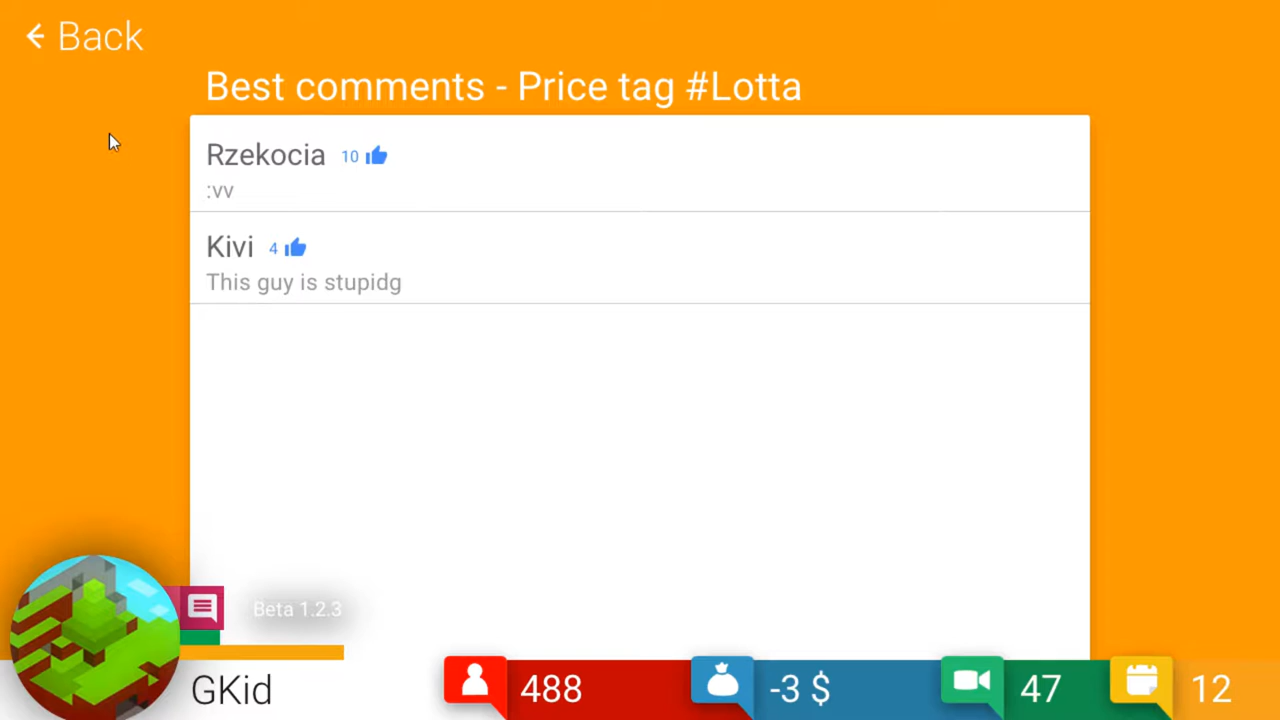 Back
Best comments - Price tag #Lotta
Rzekocia 10
:vv
Kivi 4
This guy is stupidg
Beta 1.2.3
GKid
488
-3 $
47
12